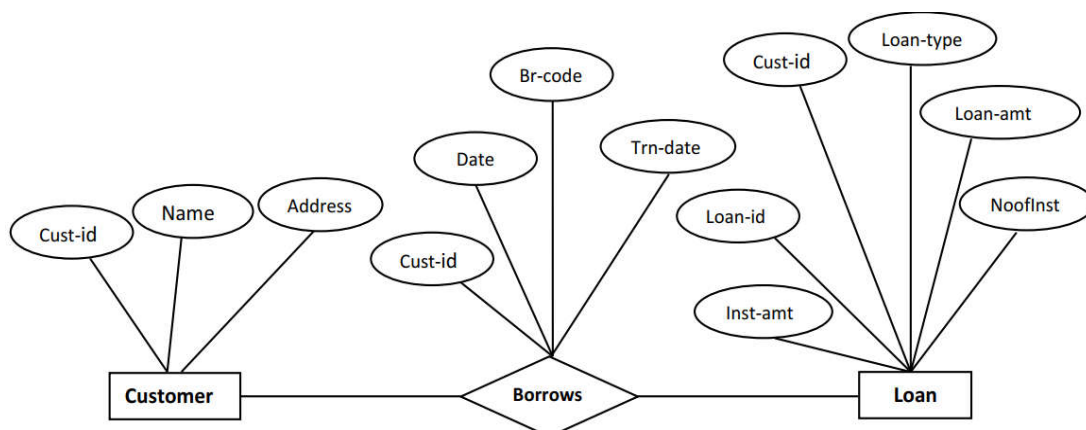 Loan-type
Cust-id
Br-code
Loan-amt
Date
Trn-date
Address
Name
Loan-id
NoofInst
Cust-id
Cust-id
Inst-amt
Customer
Borrows
Loan